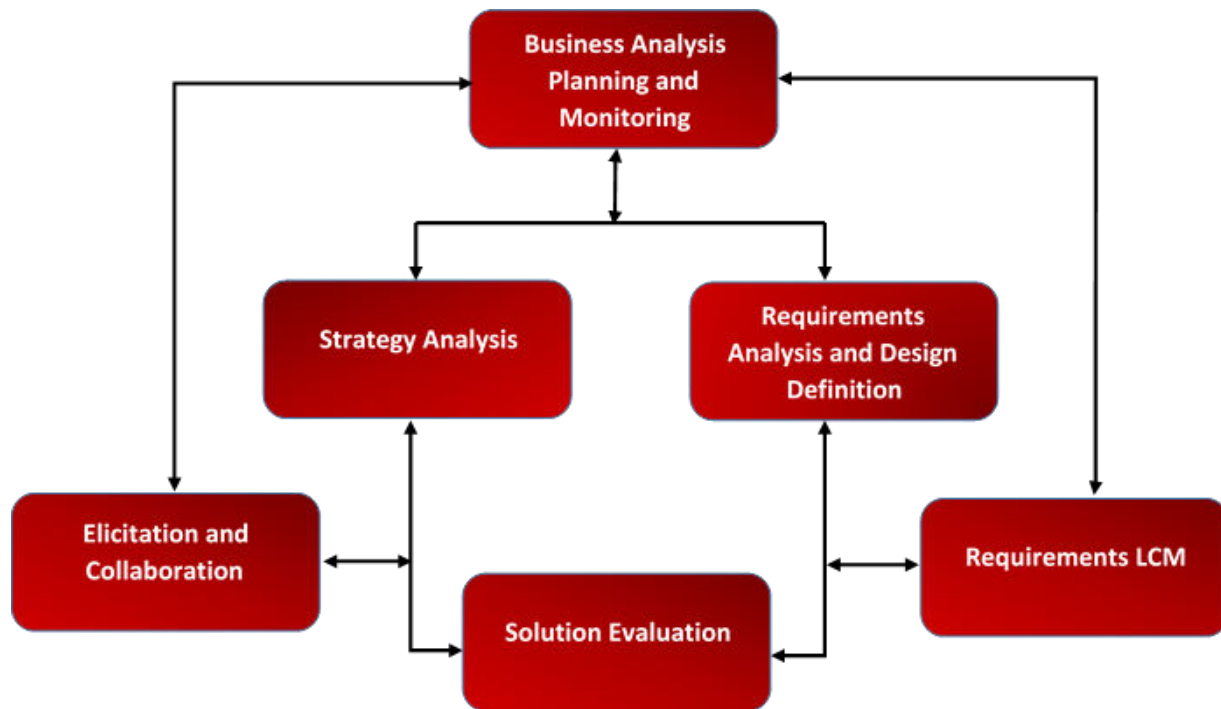 Business Analysis
Planning and
Monitoring
Strategy Analysis
Requirements
Analysis and Design
Definition
Elicitation and
Collaboration
Requirements LCM
Solution Evaluation